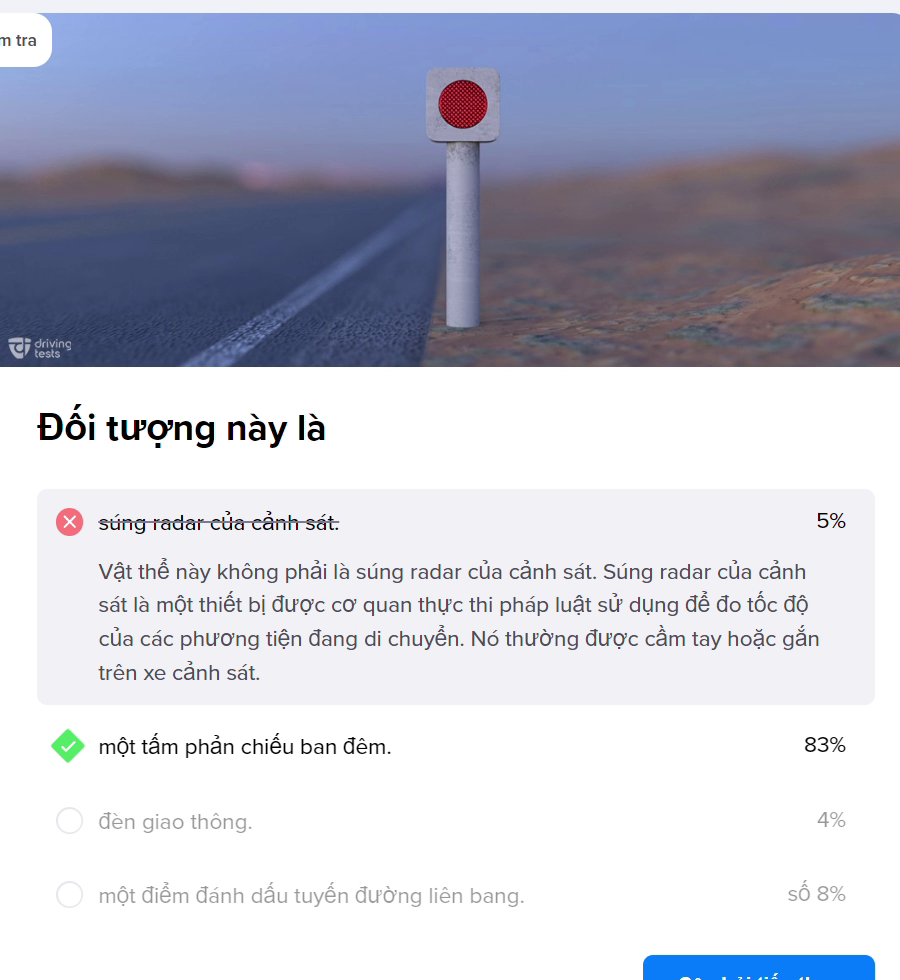 m tra
driving
tests
Đối tượng này là
súng radar của cảnh sát.
5%
Vật thể này không phải là súng radar của cảnh
sát. Súng radar của cảnh
sát là một thiết bị được cơ quan thực thi pháp luật sử dụng để đo tốc độ
của các phương tiện đang di chuyển. Nó thường được cầm tay hoặc gắn
trên xe cảnh sát.
một tấm phản chiếu ban đêm.
83%
đèn giao thông.
4%
một điểm đánh dấu tuyến đường liên bang.
số 8%